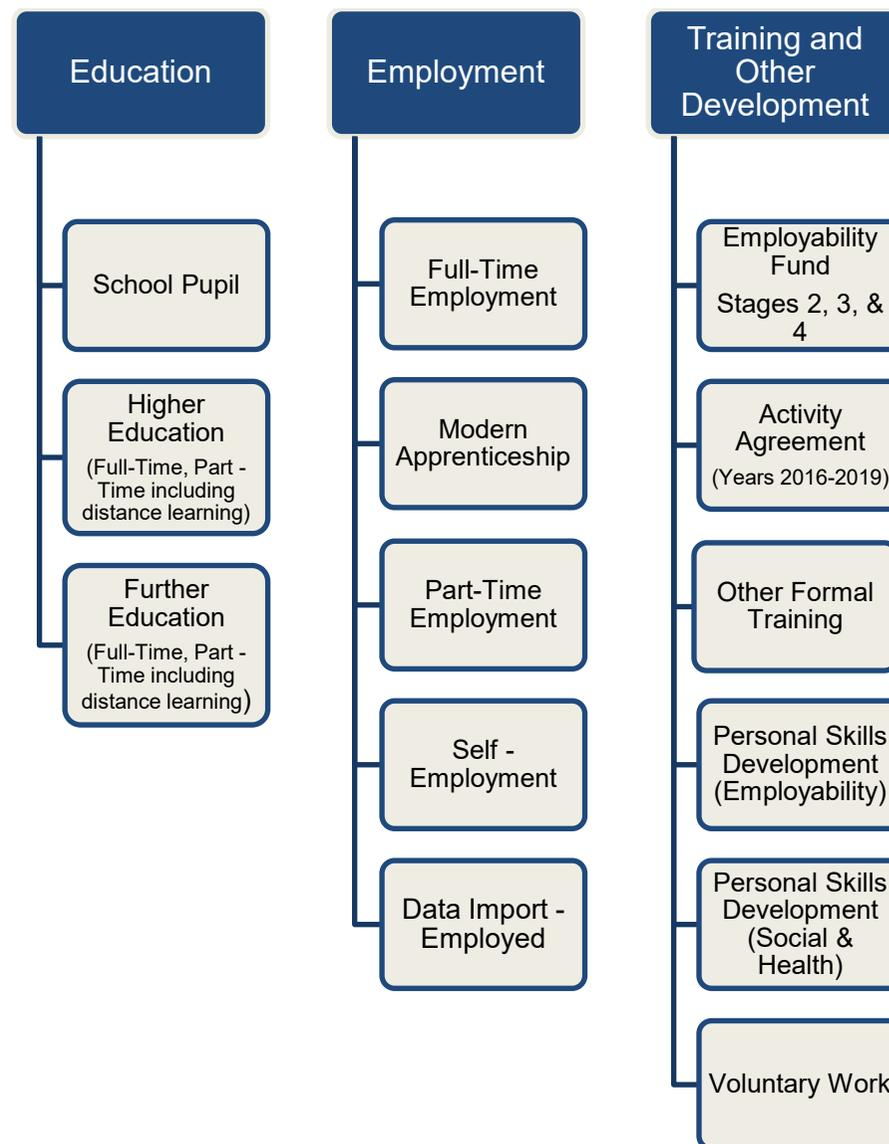 Education
School Pupil
Higher
Education
(Full-Time, Part -
Time including
distance learning)
Further
Education
(Full-Time, Part -
Time including
distance learning)
Employment
Full-Time
Employment
Modern
Apprenticeship
Part-Time
Employment
Self -
Employment
Data Import -
Employed
Training and
Other
Development
Employability
Fund
Stages 2, 3, &
4
Activity
Agreement
(Years 2016-2019)
Other Formal
Training
Personal Skills
Development
(Employability)
Personal Skills
Development
(Social &
Health)
Voluntary Work